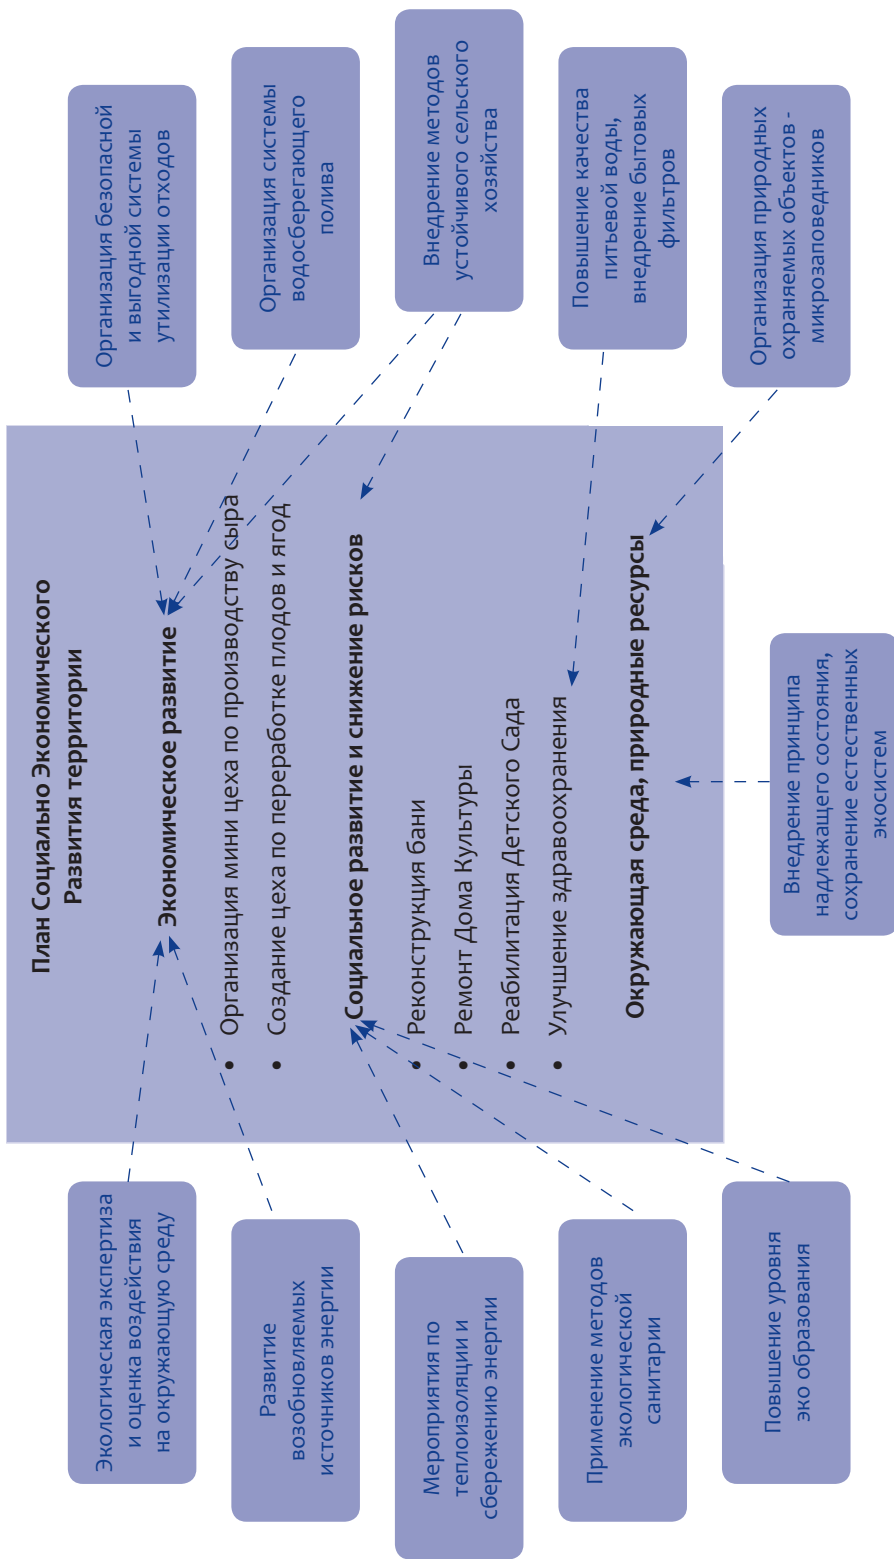 План Социально Экономического
Развития территории
Экономическое развитие
• Организация мини цеха по производству сыра
• Создание цеха по переработке плодов и ягод
Социальное развитие и снижение рисков
• Реконструкция бани
• Ремонт Дома Культуры
• Реабилитация Детского Сада
• Улучшение здравоохранения
Окружающая среда, природные ресурсы
Экологическая экспертиза
и оценка воздействия
на окружающую среду
Развитие
возобновляемых
источников энергии
Мероприятия по
теплоизоляции и
сбережению энергии
Применение методов
экологической
санитарии
Повышение уровня
эко образования
Внедрение принципа
надлежащего состояния,
сохранение естественных
экосистем
Организация безопасной
и выгодной системы
утилизации отходов
Организация системы
водосберегающего
полива
Внедрение методов
устойчивого сельского
хозяйства
Повышение качества
питьевой воды,
внедрение бытовых
фильтров
Организация природных
охраняемых объектов -
микрозаповедников